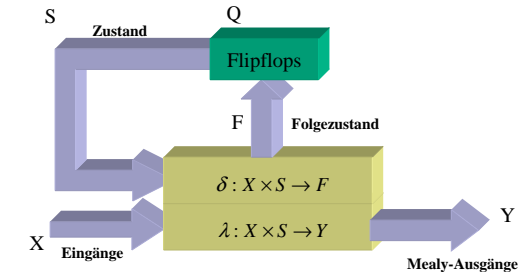 S
Q
Zustand
Flipflops
F
Folgezustand
δ : X × S → F
λ : X × S → Y
Y
X
Eingänge
Mealy-Ausgänge